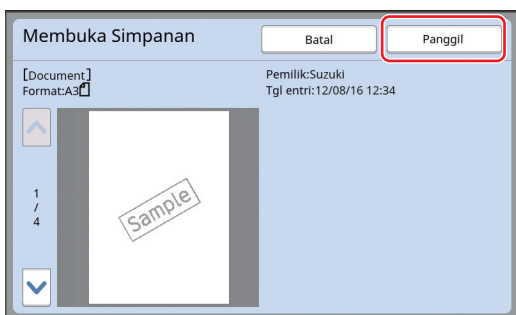 Membuka Simpanan
Batal
Panggil
[Document]
Format:A3
Pemilik:Suzuki
Tgl entri:12/08/16 12:34
1
/
4
Sample